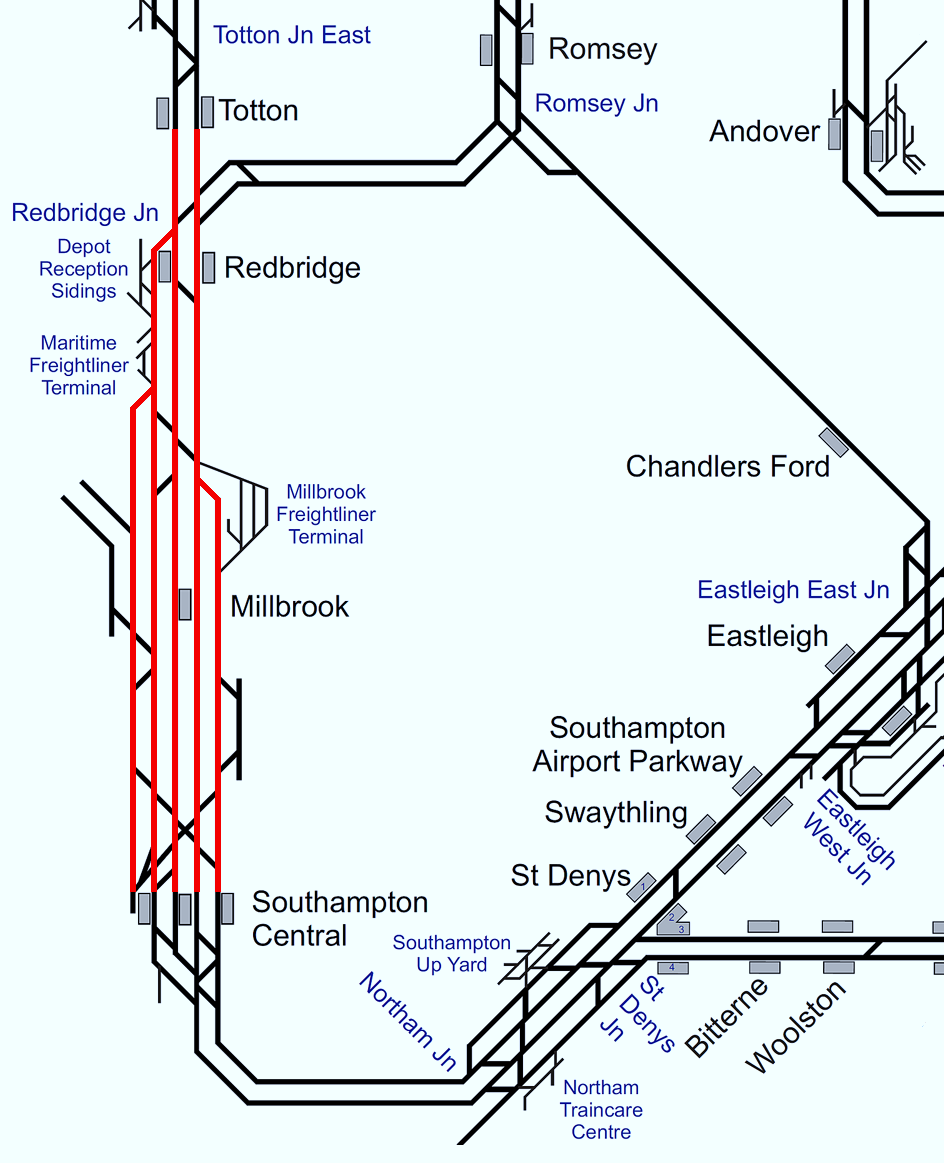 Totton Jn East
Romsey
Romsey Jn
Totton
Andover
Redbridge Jn
Depot
Reception
Sidings
Redbridge
Maritime
Freightliner
Terminal
Chandlers Ford
Millbrook
Freightliner
Terminal
Millbrook
Eastleigh East Jn
Eastleigh
Southampton
Airport Parkway
Swaythling
Eastleigh
West Jn
St Denys
1
2
3
Southampton
Central
Southampton
Up Yard
4
St
Denys
Jn
Bitterne
Woolston
Northam Jn
Northam
Traincare
Centre